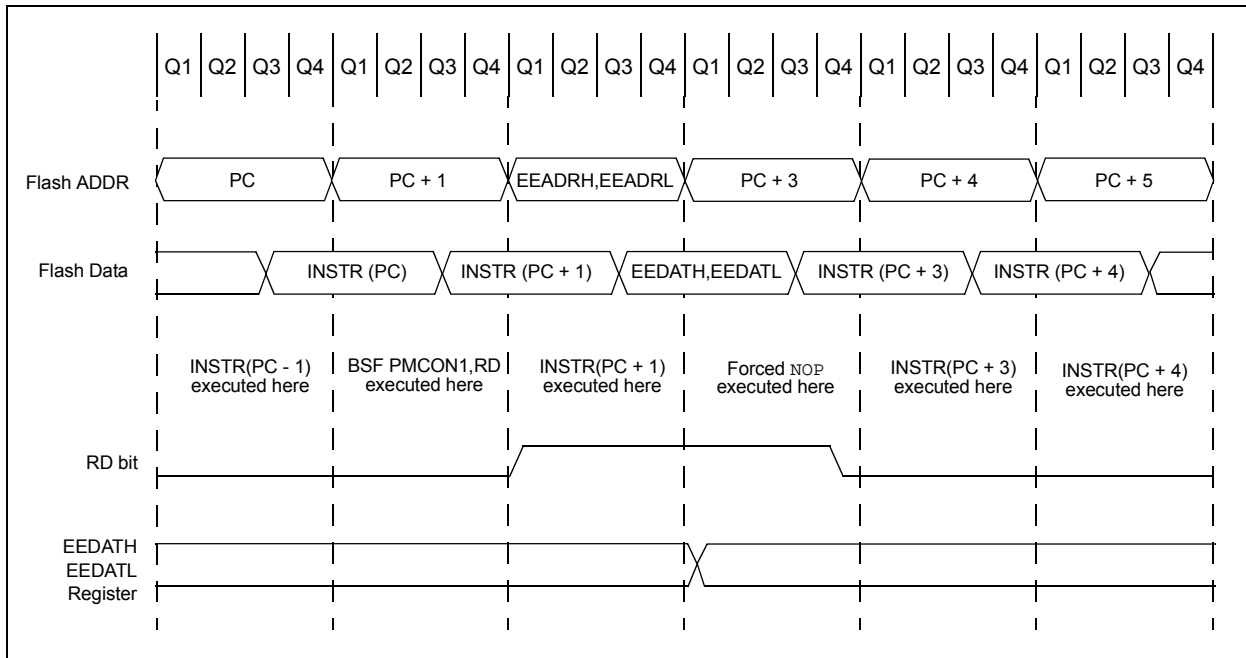 Q1 Q2 Q3 Q4 Q1 Q2 Q3 Q4 Q1 Q2 Q3 Q4 Q1 Q2 Q3 Q4 Q1 Q2 Q3 Q4 Q1 Q2 Q3 Q4
Flash ADDR PC PC + 1 EEADRH,EEADRL PC + 3 PC + 4 PC + 5
Flash Data INSTR (PC) INSTR (PC + 1) EEDATH,EEDATL INSTR (PC + 3) INSTR (PC + 4)
INSTR(PC - 1) BSF PMCON1,RD INSTR(PC + 1) Forced NOP INSTR(PC + 3) INSTR(PC + 4)
executed here executed here executed here executed here executed here executed here
RD bit
EEDATH
EEDATL
Register